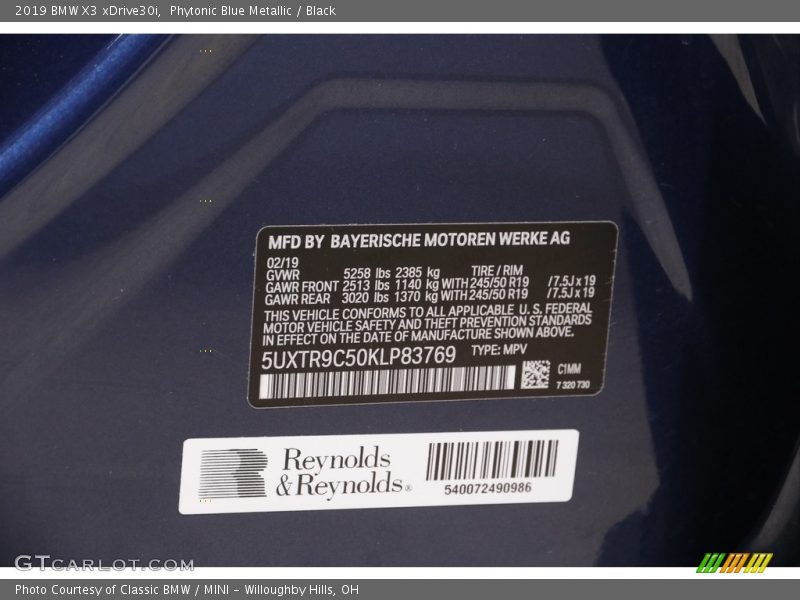 2019 BMW X3 xDrive30i, Phytonic Blue Metallic / Black
MFD BY BAYERISCHE MOTOREN WERKE AG
02/19
GVWR 5258 lbs 2385 kg TIRE / RIM
GAWR FRONT 2513 lbs 1140 kg WITH 245/50 R19 /7.5J x 19
GAWR REAR 3020 lbs 1370 kg WITH 245/50 R19 /7.5J x 19
THIS VEHICLE CONFORMS TO ALL APPLICABLE U. S. FEDERAL
MOTOR VEHICLE SAFETY AND THEFT PREVENTION STANDARDS
IN EFFECT ON THE DATE OF MANUFACTURE SHOWN ABOVE.
5UXTR9C50KLP83769 TYPE: MPV
C1MM
7 320 730
Reynolds
&Reynolds®
540072490986
GTCARLOT.COM
Photo Courtesy of Classic BMW / MINI - Willoughby Hills, OH